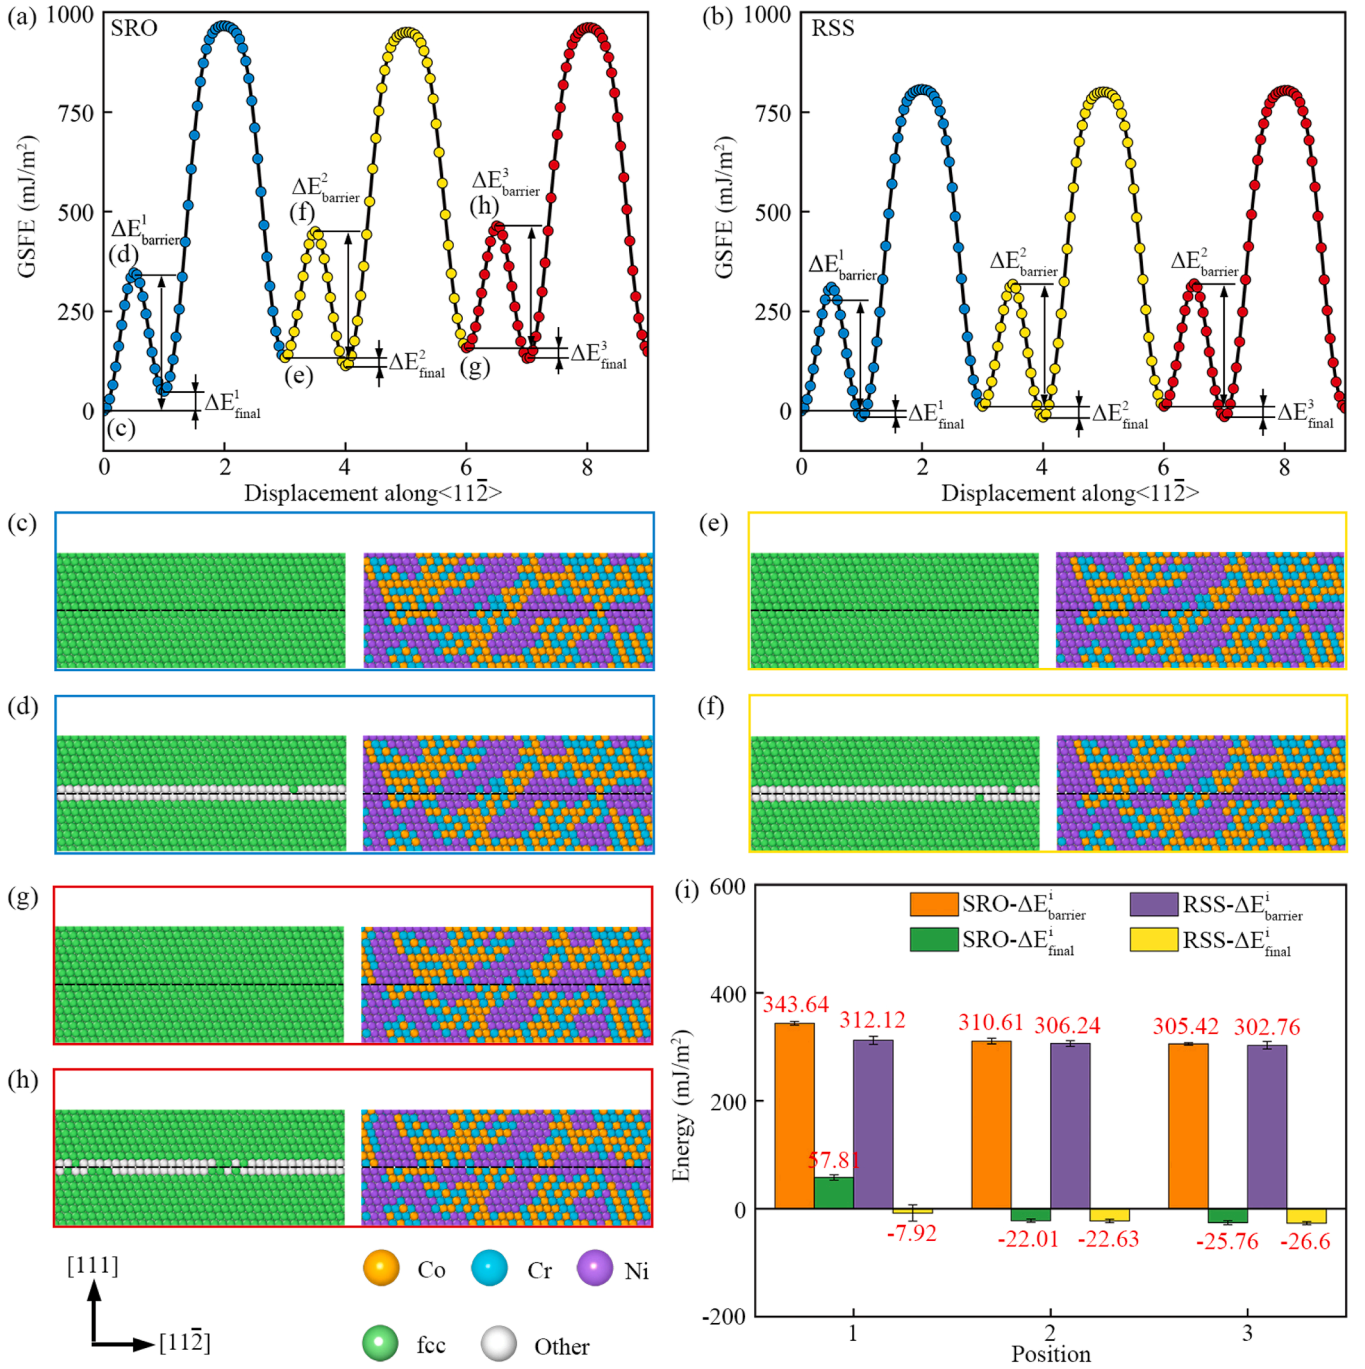 (a)
SRO
1000
750
500
250
0
GSFE (mJ/m²)
ΔE¹barrier
(d)
ΔE²barrier
(f)
ΔE³barrier
(h)
(c)
ΔE¹final
(e)
ΔE²final
(g)
ΔE³final
0 2 4 6 8
Displacement along<112̅>
(b)
RSS
1000
750
500
250
0
GSFE (mJ/m²)
ΔE¹barrier
ΔE²barrier
ΔE²barrier
ΔE¹final
ΔE²final
ΔE³final
0 2 4 6 8
Displacement along<112̅>
(c)
(e)
(d)
(f)
(g)
(h)
[111]
[112̅]
Co Cr Ni
fcc Other
(i)
600
400
200
0
-200
Energy (mJ/m²)
SRO-ΔEⁱbarrier RSS-ΔEⁱbarrier
SRO-ΔEⁱfinal RSS-ΔEⁱfinal
343.64 312.12 310.61 306.24 305.42 302.76
57.81
-7.92 -22.01 -22.63 -25.76 -26.6
1 2 3
Position